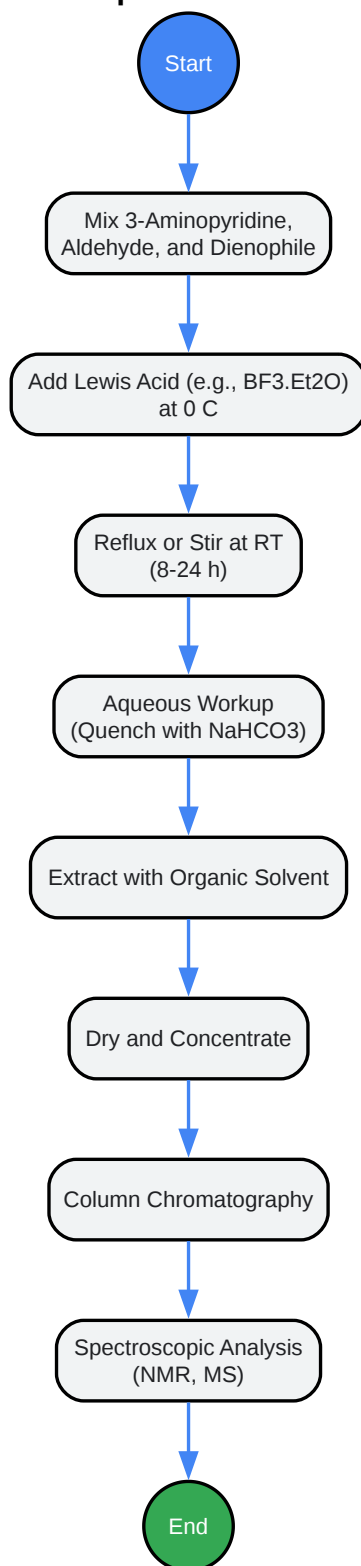 Start
Mix 3-Aminopyridine,
Aldehyde, and Dienophile
Add Lewis Acid (e.g., BF3.Et2O)
at 0 C
Reflux or Stir at RT
(8-24 h)
Aqueous Workup
(Quench with NaHCO3)
Extract with Organic Solvent
Dry and Concentrate
Column Chromatography
Spectroscopic Analysis
(NMR, MS)
End